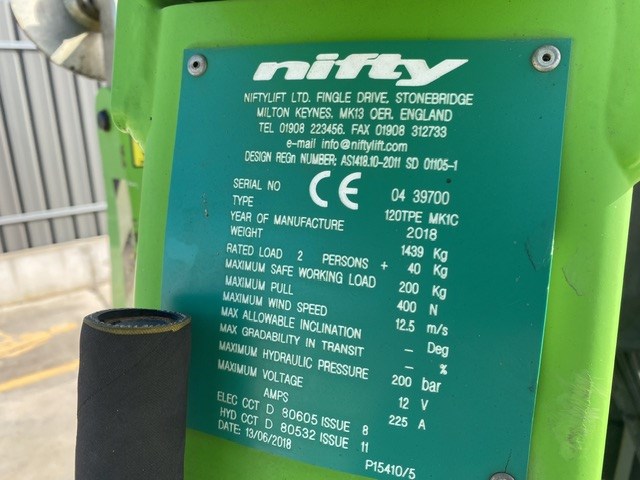 nifty
NIFTYLIFT LTD. FINGLE DRIVE, STONEBRIDGE
MILTON KEYNES. MK13 OER. ENGLAND
TEL 01908 223456. FAX 01908 312733
e-mail info@niftylift.com
DESIGN REGn NUMBER: AS1418.10-2011 SD 01105-1
SERIAL NO CE 04 39700
TYPE 120TPE MK1C
YEAR OF MANUFACTURE 2018
WEIGHT 1439 Kg
RATED LOAD 2 PERSONS + 40 Kg
MAXIMUM SAFE WORKING LOAD 200 Kg
MAXIMUM PULL 400 N
MAXIMUM WIND SPEED 12.5 m/s
MAX ALLOWABLE INCLINATION – Deg
MAX GRADABILITY IN TRANSIT – %
MAXIMUM HYDRAULIC PRESSURE 200 bar
MAXIMUM VOLTAGE 12 V
AMPS 225 A
ELEC CCT D 80605 ISSUE 8
HYD CCT D 80532 ISSUE 11
DATE: 13/06/2018
P15410/5